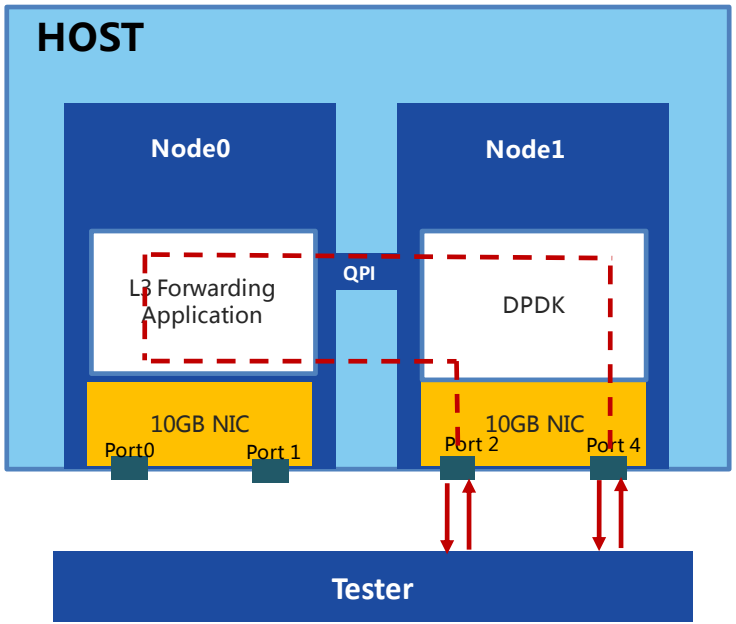 HOST
Node0
Node1
QPI
L3 Forwarding
Application
DPDK
10GB NIC
10GB NIC
Port0
Port 1
Port 2
Port 4
Tester